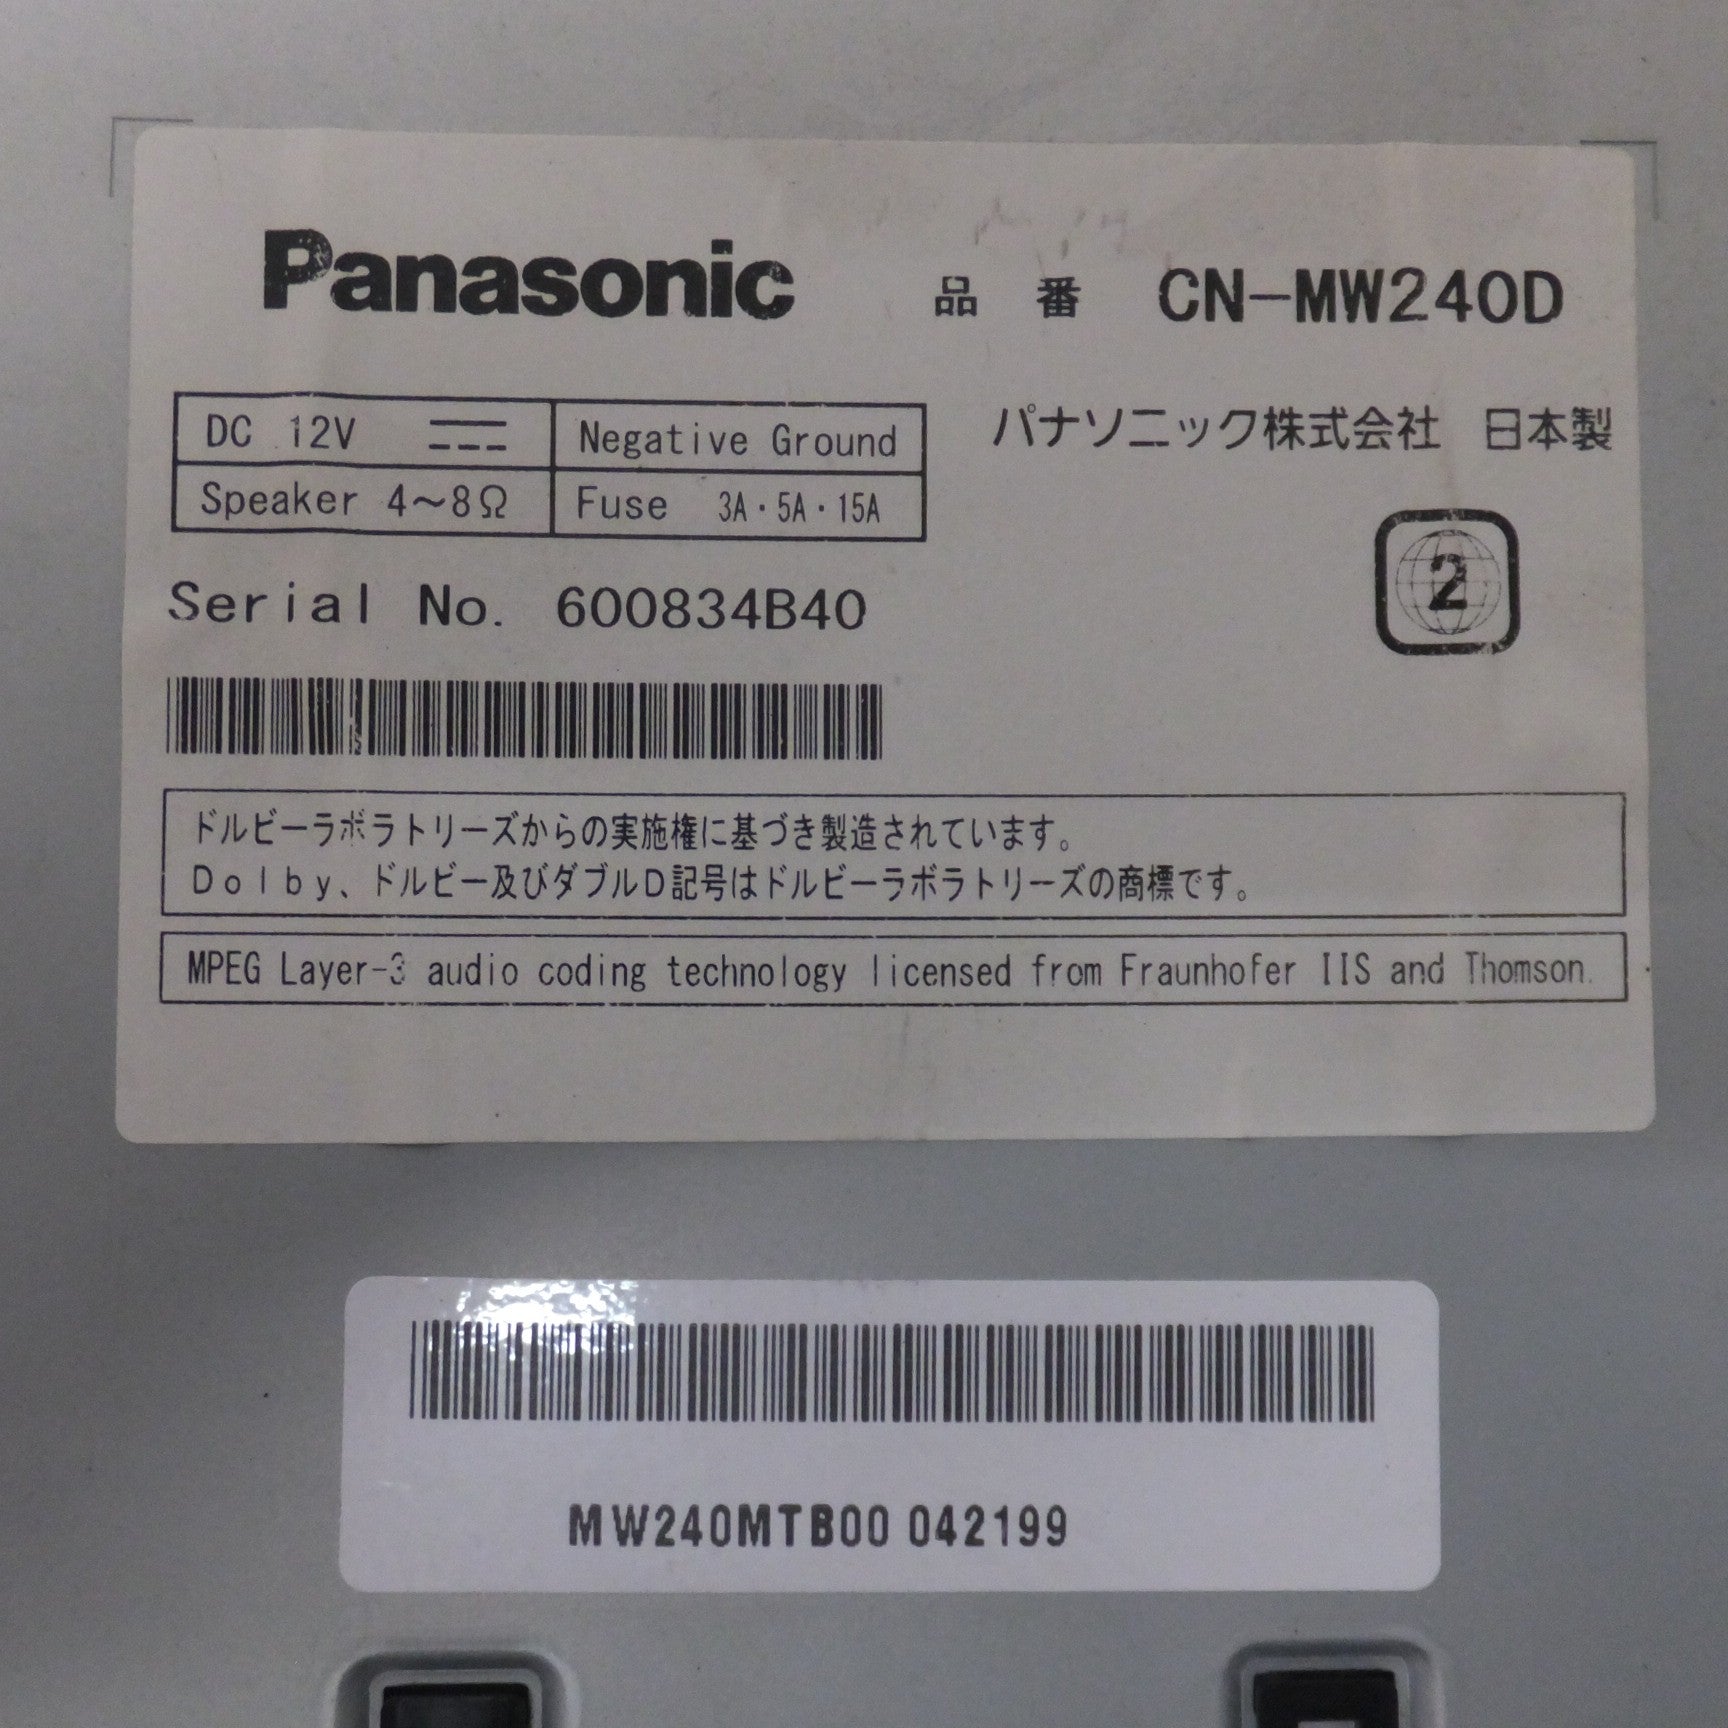 Panasonic 品番 CN-MW240D
DC 12V Negative Ground
Speaker 4~8Ω Fuse 3A・5A・15A
パナソニック株式会社 日本製
2
Serial No. 600834B40
ドルビーラボラトリーズからの実施権に基づき製造されています。
Dolby、ドルビー及びダブルD記号はドルビーラボラトリーズの商標です。
MPEG Layer-3 audio coding technology licensed from Fraunhofer IIS and Thomson.
MW240MTB00 042199